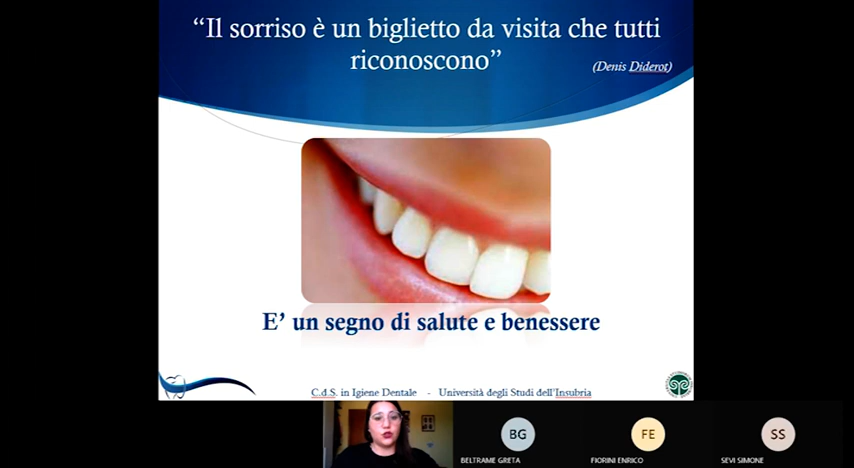 “Il sorriso è un biglietto da visita che tutti
riconoscono”
(Denis Diderot)
E’ un segno di salute e benessere
C.d.S. in Igiene Dentale - Università degli Studi dell’Insubria
BG
FE
SS
BELTRAME GRETA
FIORINI ENRICO
SEVI SIMONE